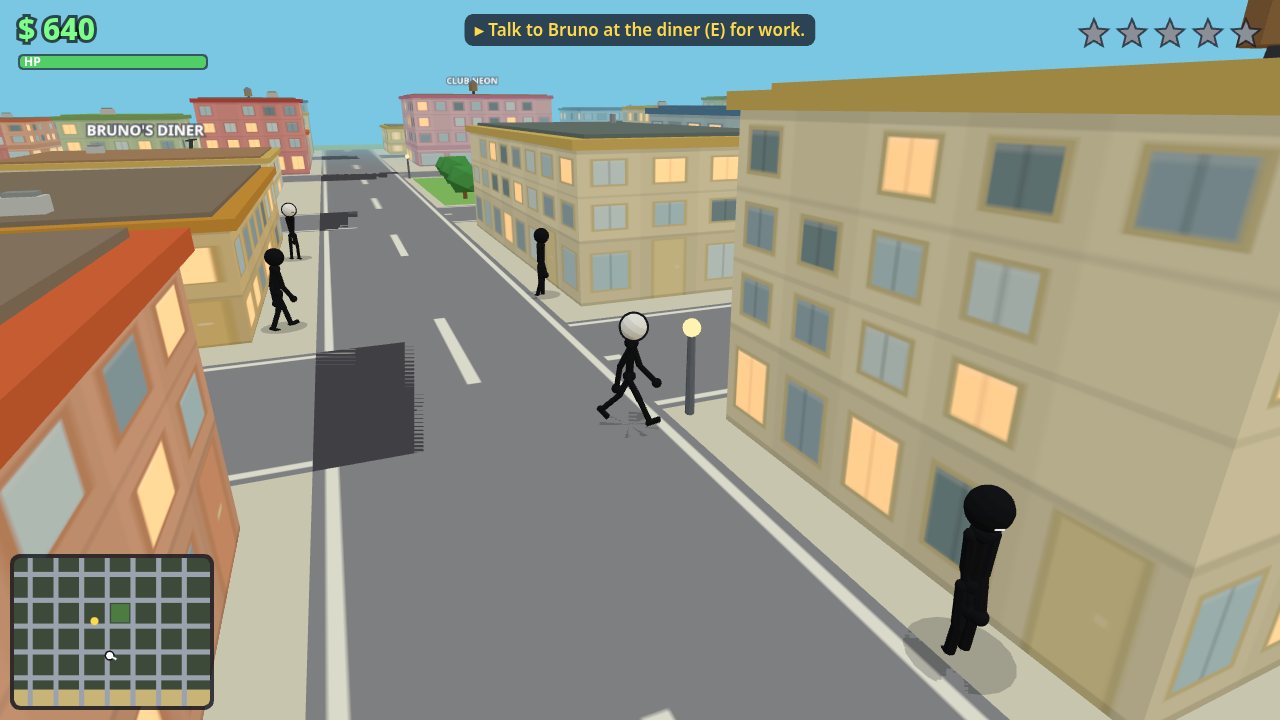 $ 640
HP
▸ Talk to Bruno at the diner (E) for work.
CLUB NEON
BRUNO'S DINER